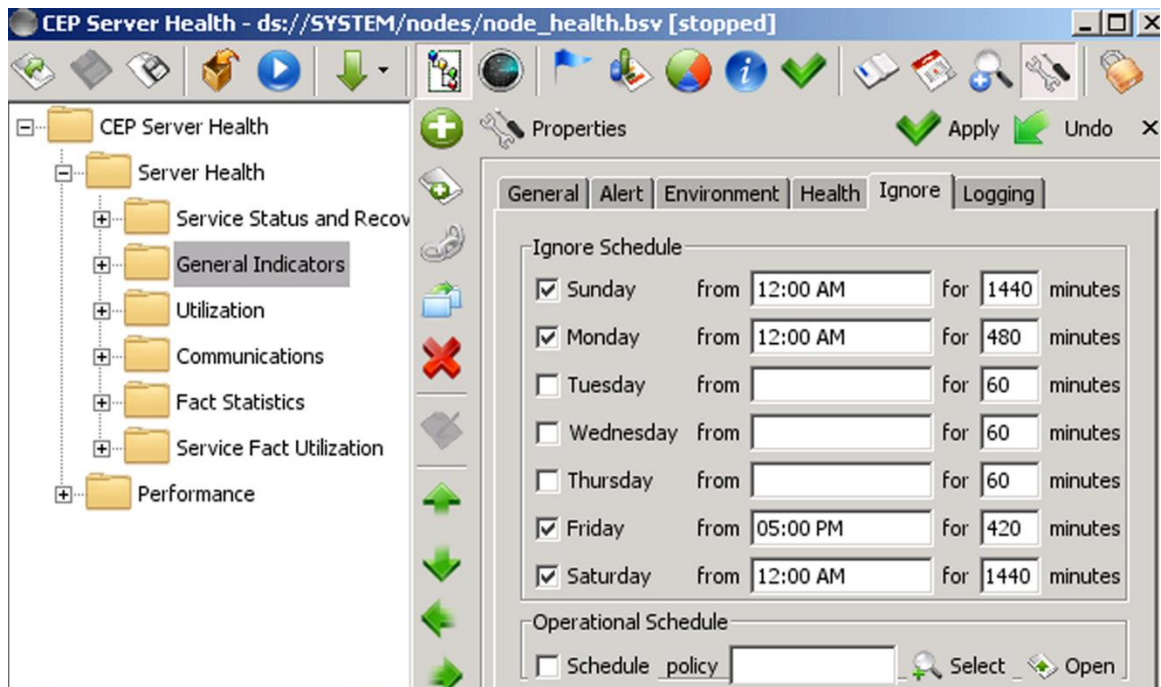 CEP Server Health - ds://SYSTEM/nodes/node_health.bsv [stopped]
CEP Server Health
Server Health
Service Status and Recov
General Indicators
Utilization
Communications
Fact Statistics
Service Fact Utilization
Performance
Properties Apply Undo
General Alert Environment Health Ignore Logging
Ignore Schedule
Sunday from 12:00 AM for 1440 minutes
Monday from 12:00 AM for 480 minutes
Tuesday from for 60 minutes
Wednesday from for 60 minutes
Thursday from for 60 minutes
Friday from 05:00 PM for 420 minutes
Saturday from 12:00 AM for 1440 minutes
Operational Schedule
Schedule policy Select Open